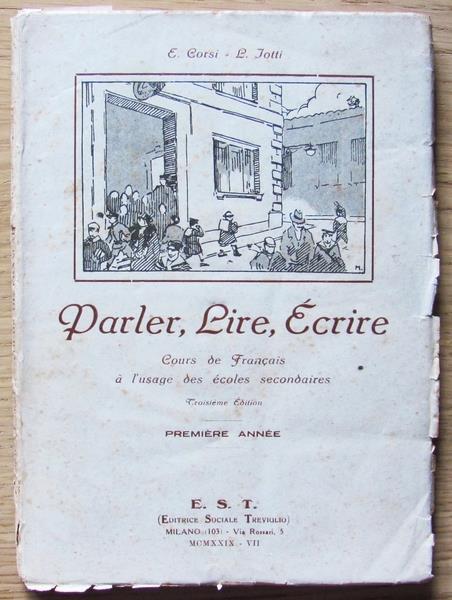 E. Corsi - L. Jotti
M.
Parler, Lire, Écrire
Cours de Français
à l'usage des écoles secondaires
Troisième Édition
PREMIÈRE ANNÉE
E. S. T.
(EDITRICE SOCIALE TREVIGLIO)
MILANO (103) - Via Rossari, 5
MCMXXIX - VII